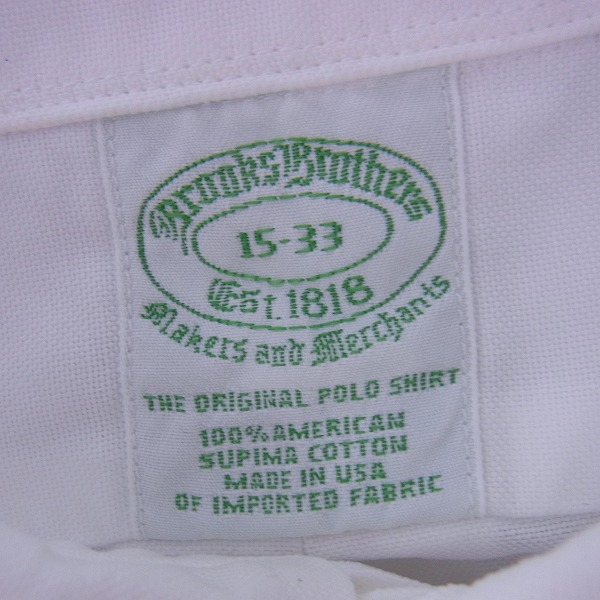 Brooks Brothers
15-33
Est. 1818
Makers and Merchants
THE ORIGINAL POLO SHIRT
100% AMERICAN
SUPIMA COTTON
MADE IN USA
OF IMPORTED FABRIC